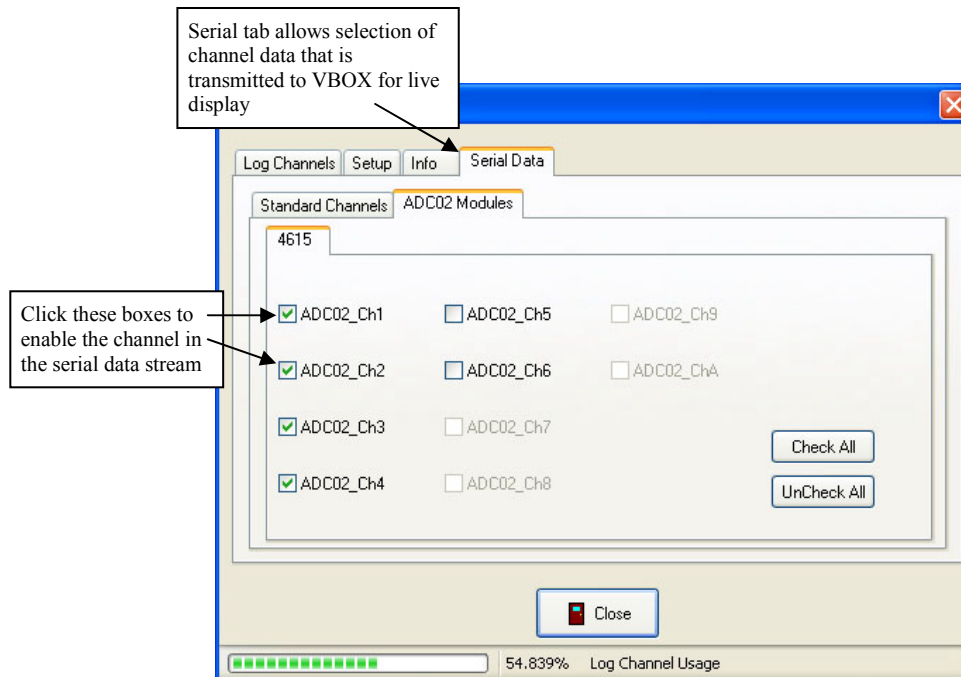 Serial tab allows selection of
channel data that is
transmitted to VBOX for live
display
Log Channels Setup Info Serial Data
Standard Channels ADC02 Modules
4615
Click these boxes to
enable the channel in
the serial data stream
ADC02_Ch1 ADC02_Ch5 ADC02_Ch9
ADC02_Ch2 ADC02_Ch6 ADC02_ChA
ADC02_Ch3 ADC02_Ch7
ADC02_Ch4 ADC02_Ch8
Check All
UnCheck All
Close
54.839% Log Channel Usage